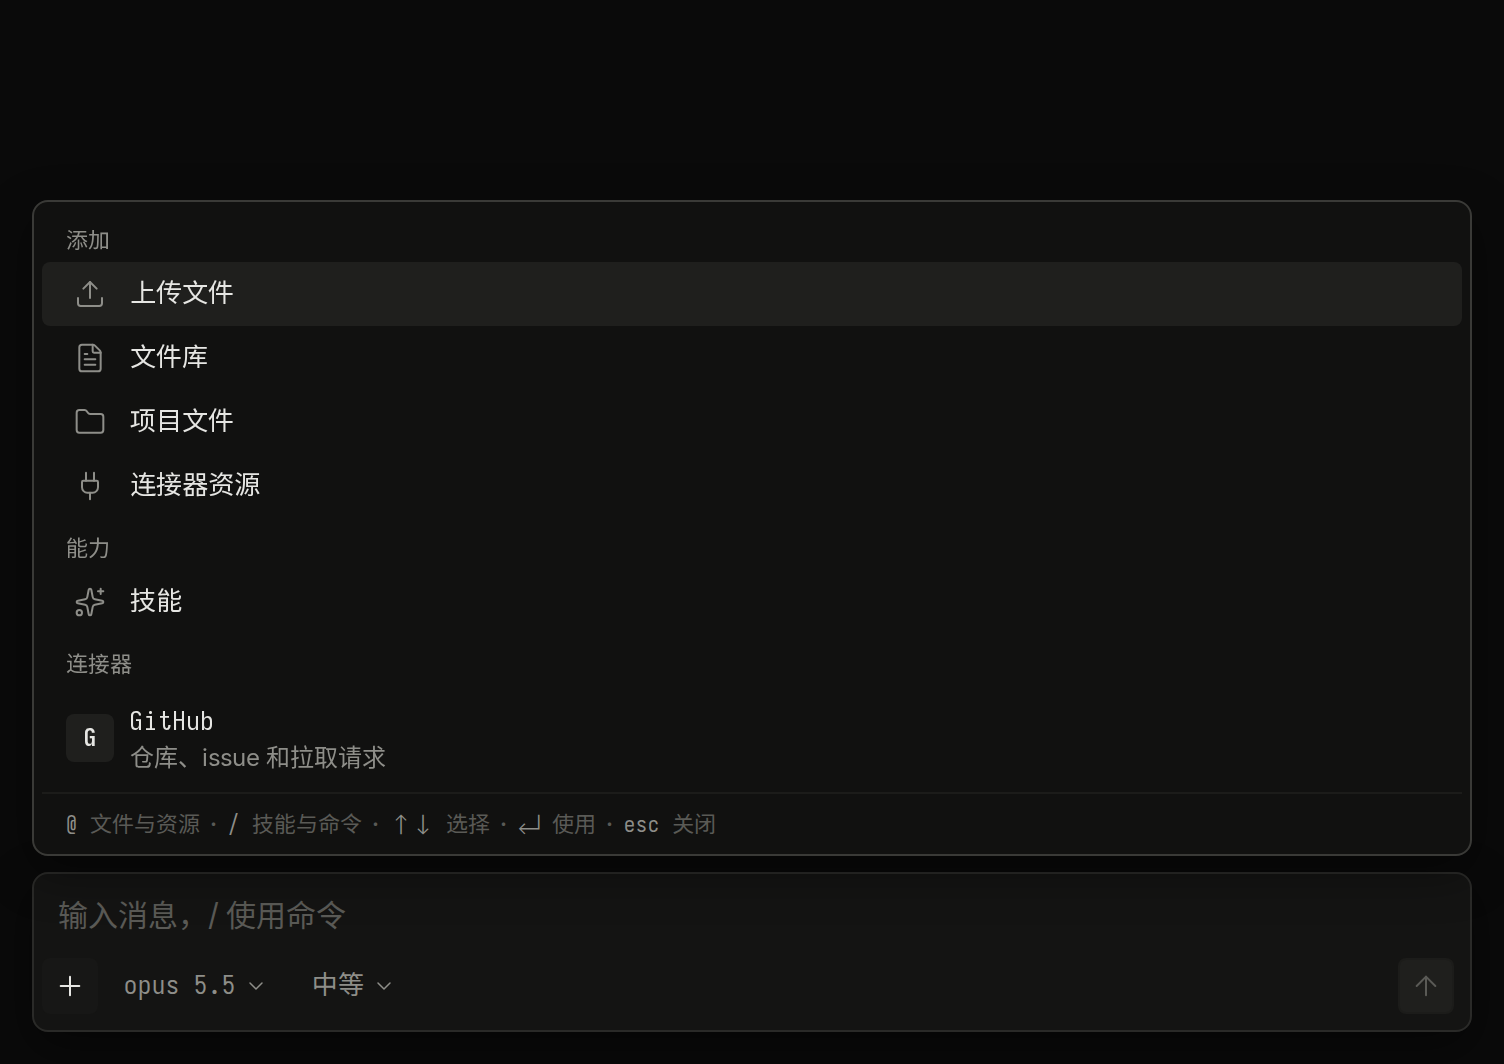 添加
上传文件
文件库
项目文件
连接器资源
能力
技能
连接器
G
GitHub
仓库、issue 和拉取请求
@ 文件与资源 · / 技能与命令 · ↑↓ 选择 · ↵ 使用 · esc 关闭
输入消息，/ 使用命令
opus 5.5 中等